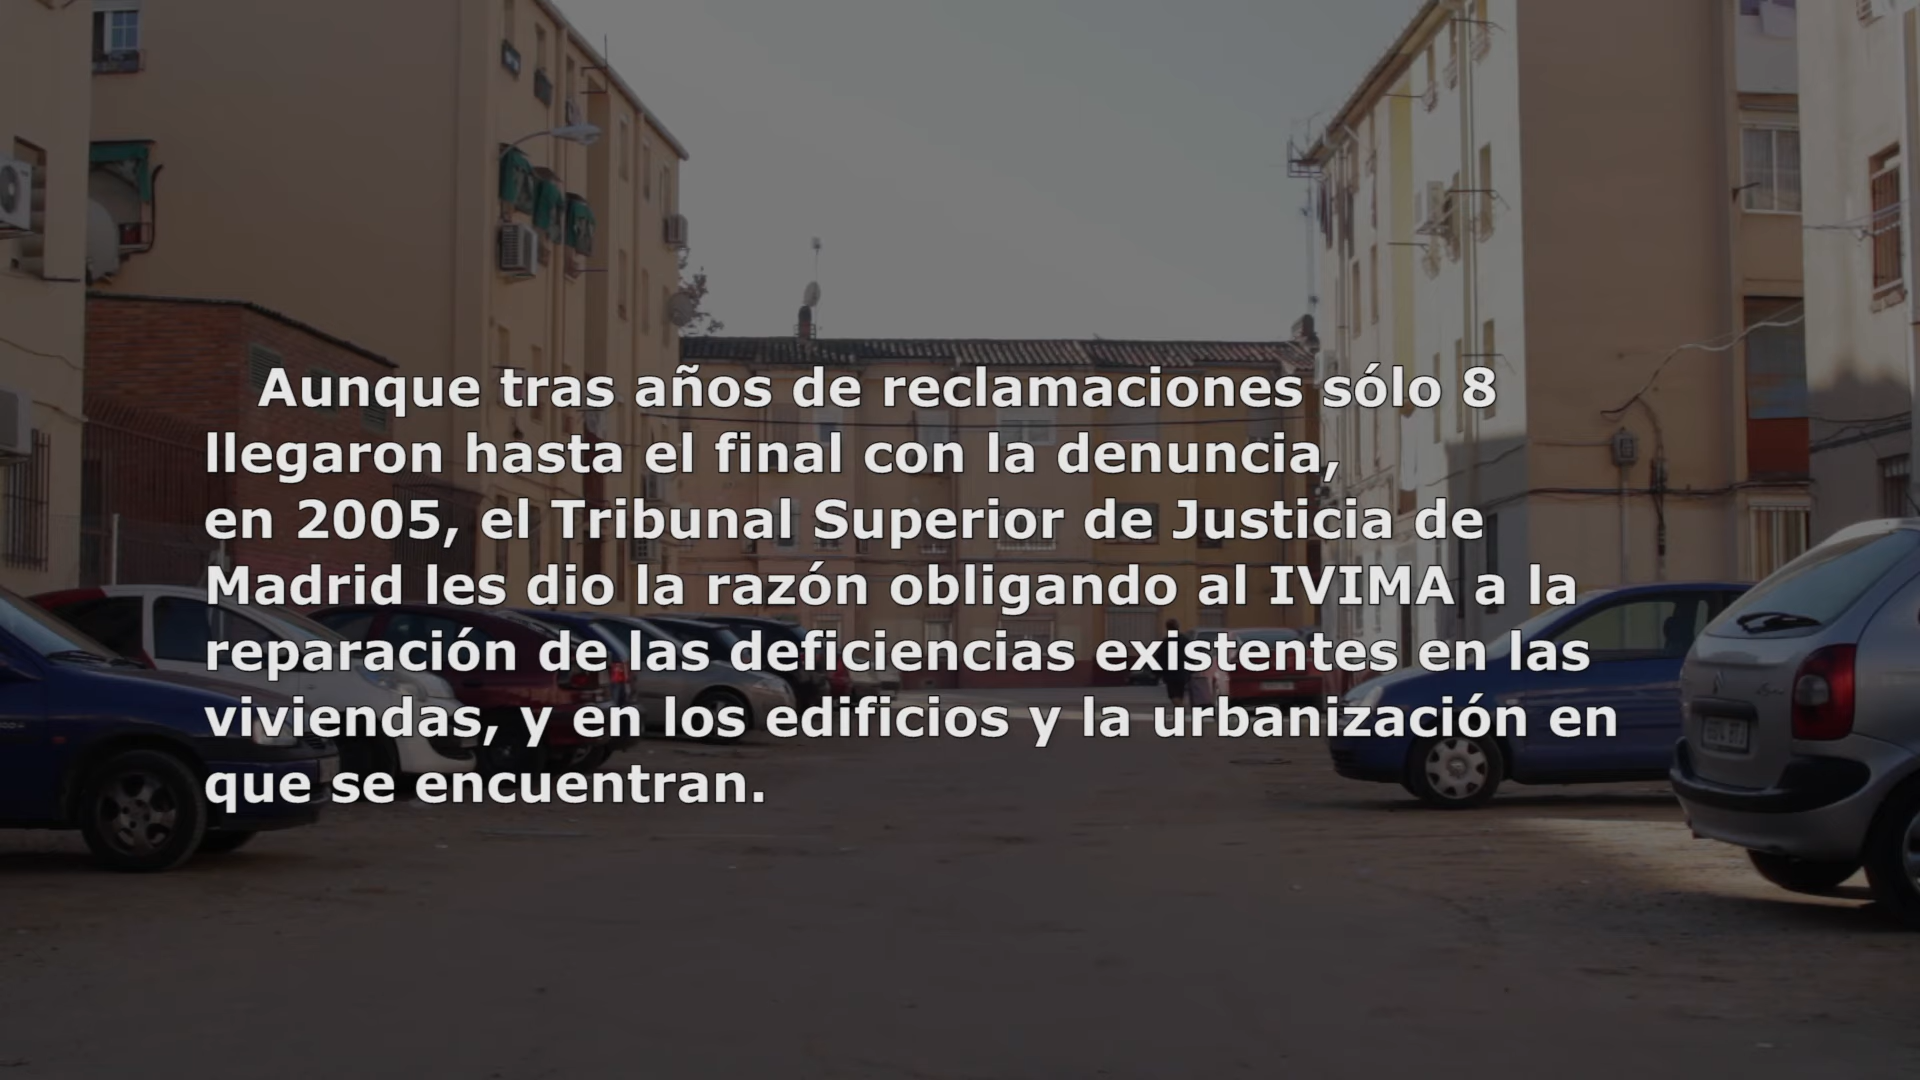 Aunque tras años de reclamaciones sólo 8
llegaron hasta el final con la denuncia,
en 2005, el Tribunal Superior de Justicia de
Madrid les dio la razón obligando al IVIMA a la
reparación de las deficiencias existentes en las
viviendas, y en los edificios y la urbanización en
que se encuentran.